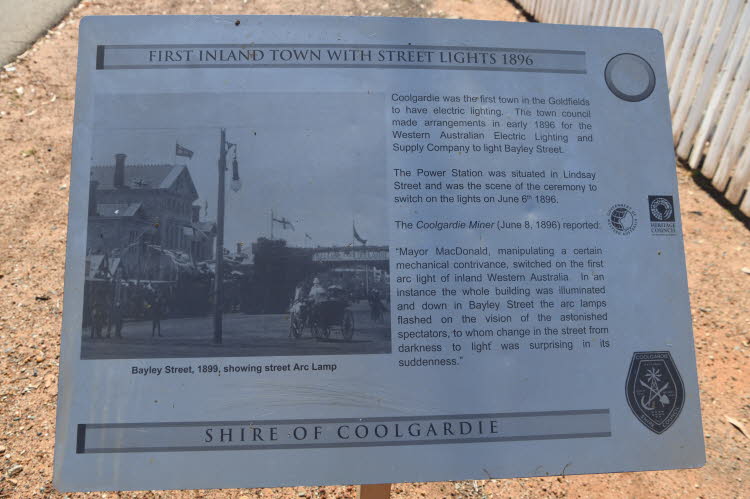 FIRST INLAND TOWN WITH STREET LIGHTS 1896
Coolgardie was the first town in the Goldfields
to have electric lighting. The town council
made arrangements in early 1896 for the
Western Australian Electric Lighting and
Supply Company to light Bayley Street.
The Power Station was situated in Lindsay
Street and was the scene of the ceremony to
switch on the lights on June 6th 1896.
The Coolgardie Miner (June 8, 1896) reported:
"Mayor MacDonald, manipulating a certain
mechanical contrivance, switched on the first
arc light of inland Western Australia. In an
instance the whole building was illuminated
and down in Bayley Street the arc lamps
flashed on the vision of the astonished
spectators, to whom change in the street from
darkness to light was surprising in its
suddenness."
Bayley Street, 1899, showing street Arc Lamp
HERITAGE
COUNCIL
COOLGARDIE
SHIRE OF COOLGARDIE